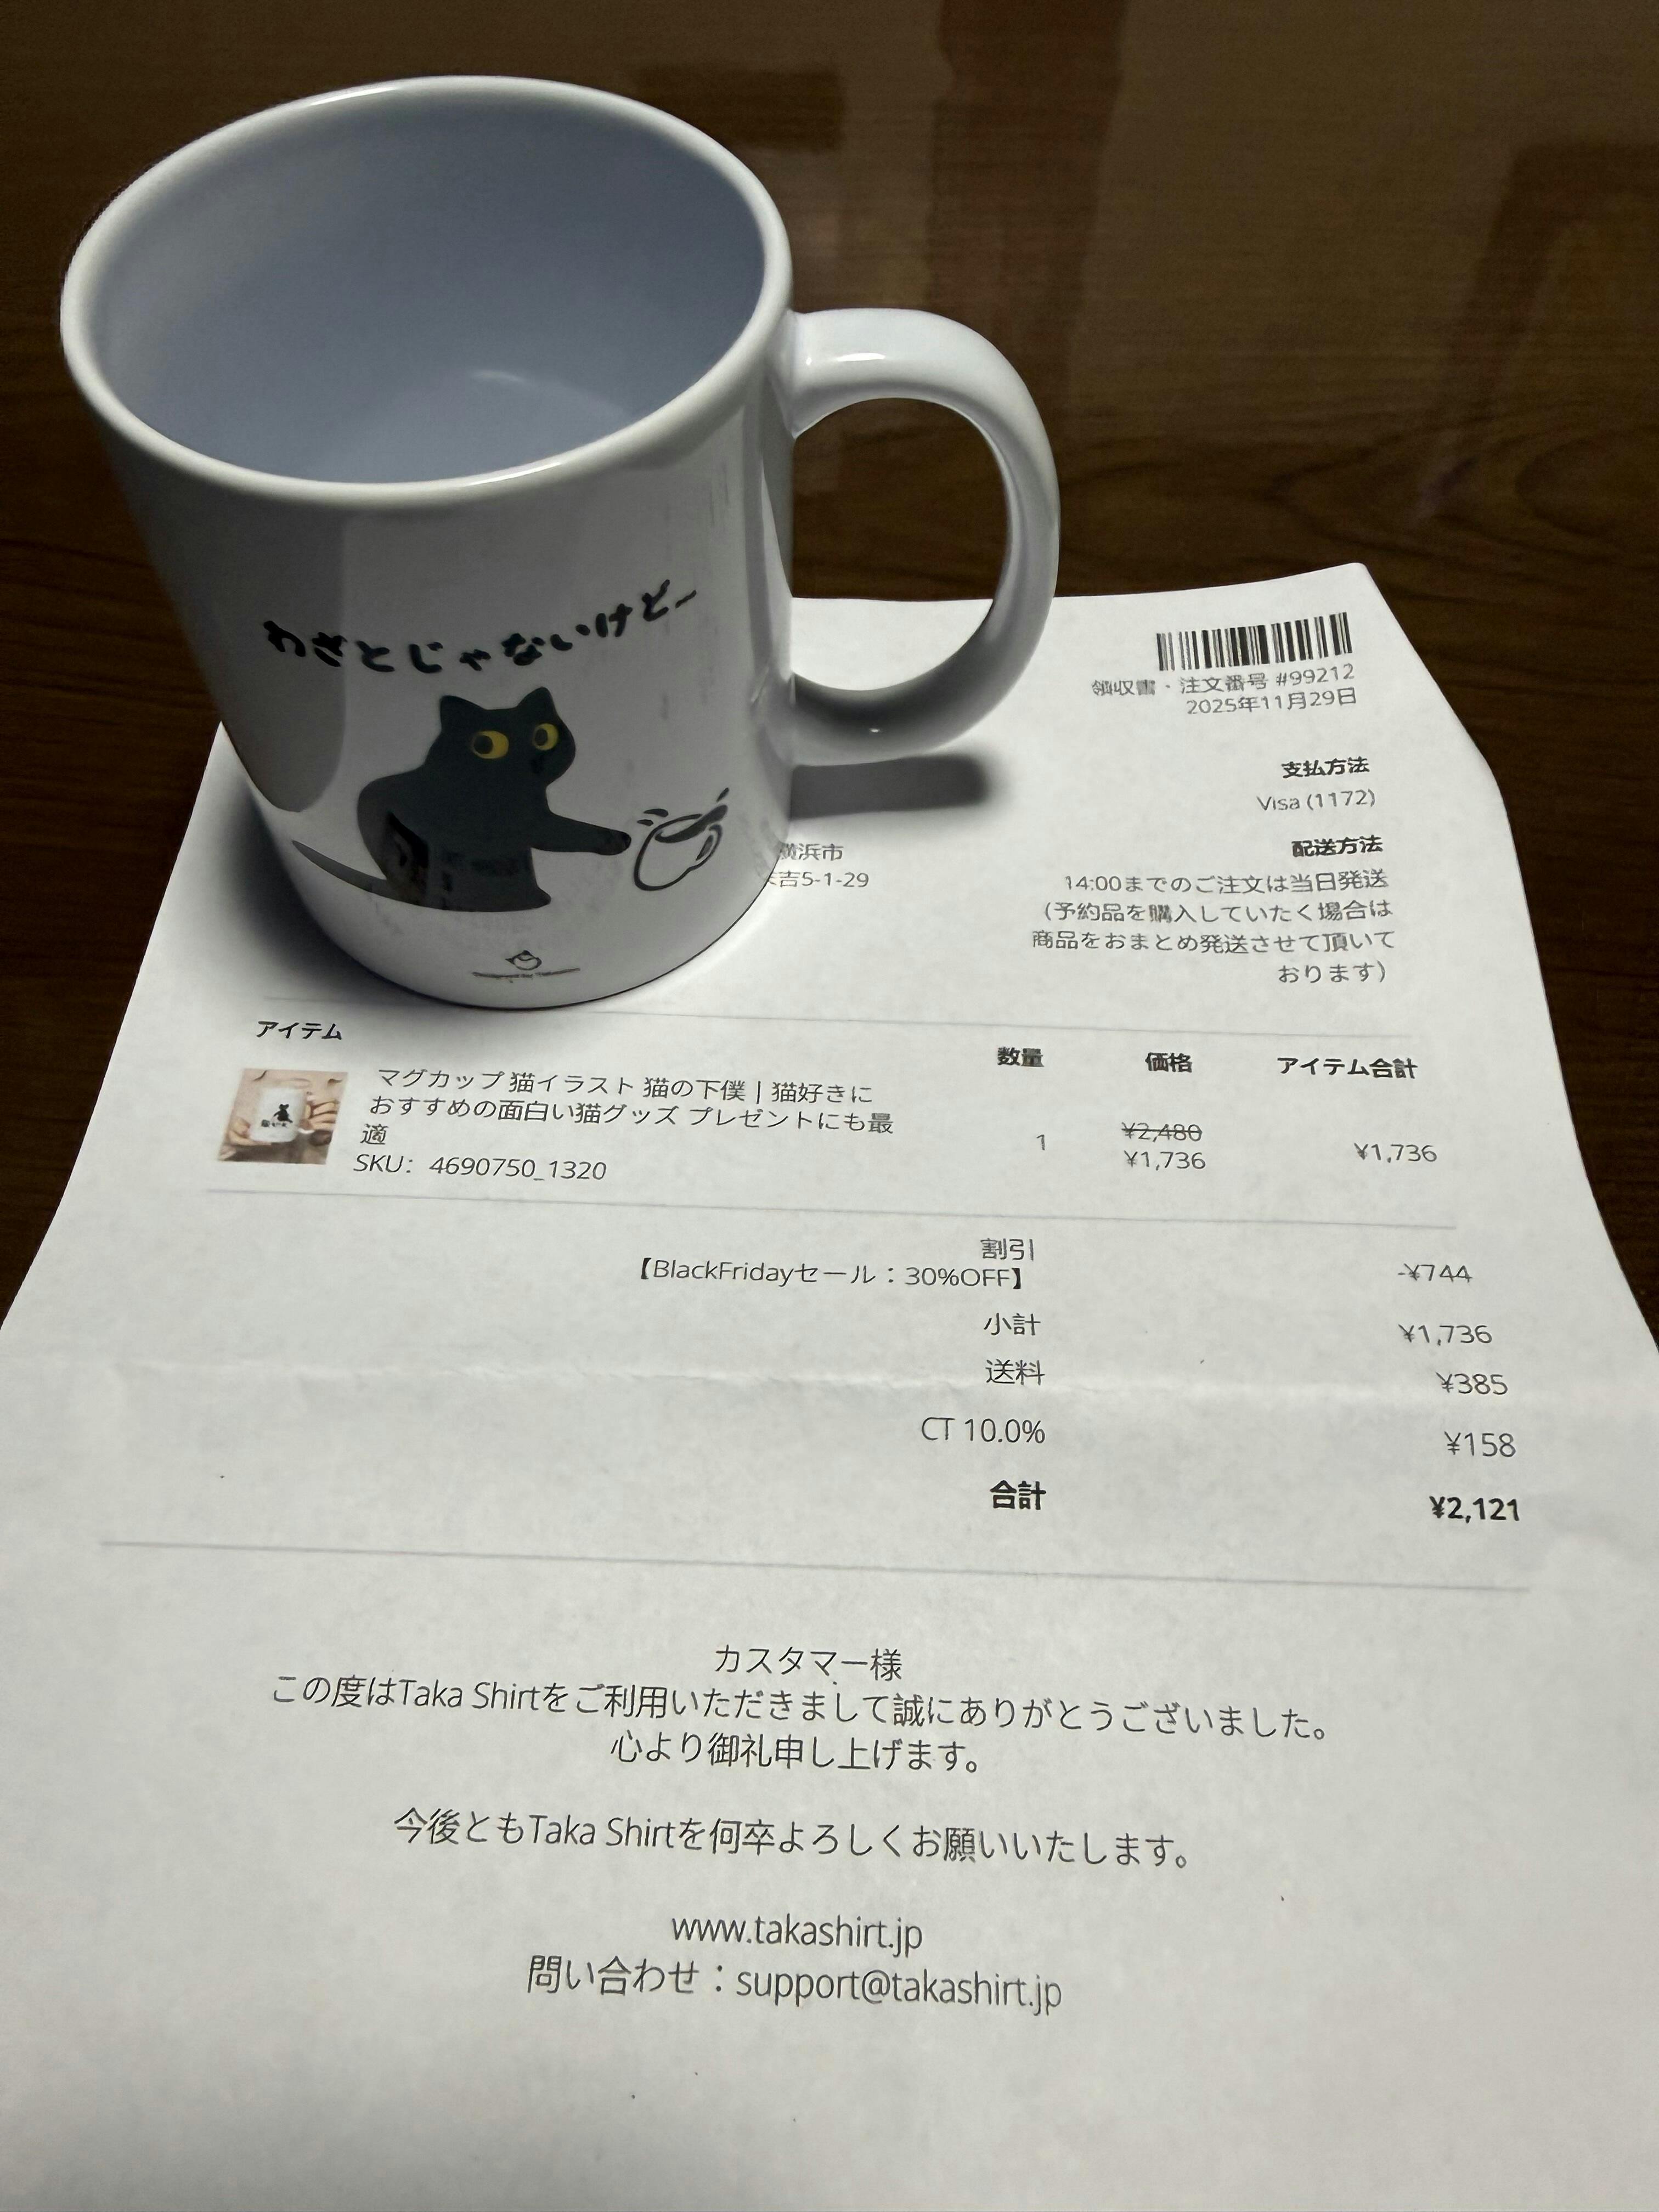 わざとじゃないけど
領収書・注文番号 #99212
2025年11月29日
支払方法
Visa (1172)
配送方法
14:00までのご注文は当日発送
（予約品を購入していたく場合は
商品をおまとめ発送させて頂いて
おります）
横浜市
吉5-1-29
アイテム
数量 価格 アイテム合計
マグカップ 猫イラスト 猫の下僕 | 猫好きに
おすすめの面白い猫グッズ プレゼントにも最
適
SKU： 4690750_1320
1
¥2,480
¥1,736
¥1,736
割引
【BlackFridayセール：30%OFF】 -¥744
小計 ¥1,736
送料 ¥385
CT 10.0% ¥158
合計 ¥2,121
カスタマー様
この度はTaka Shirtをご利用いただきまして誠にありがとうございました。
心より御礼申し上げます。
今後ともTaka Shirtを何卒よろしくお願いいたします。
www.takashirt.jp
問い合わせ：support@takashirt.jp